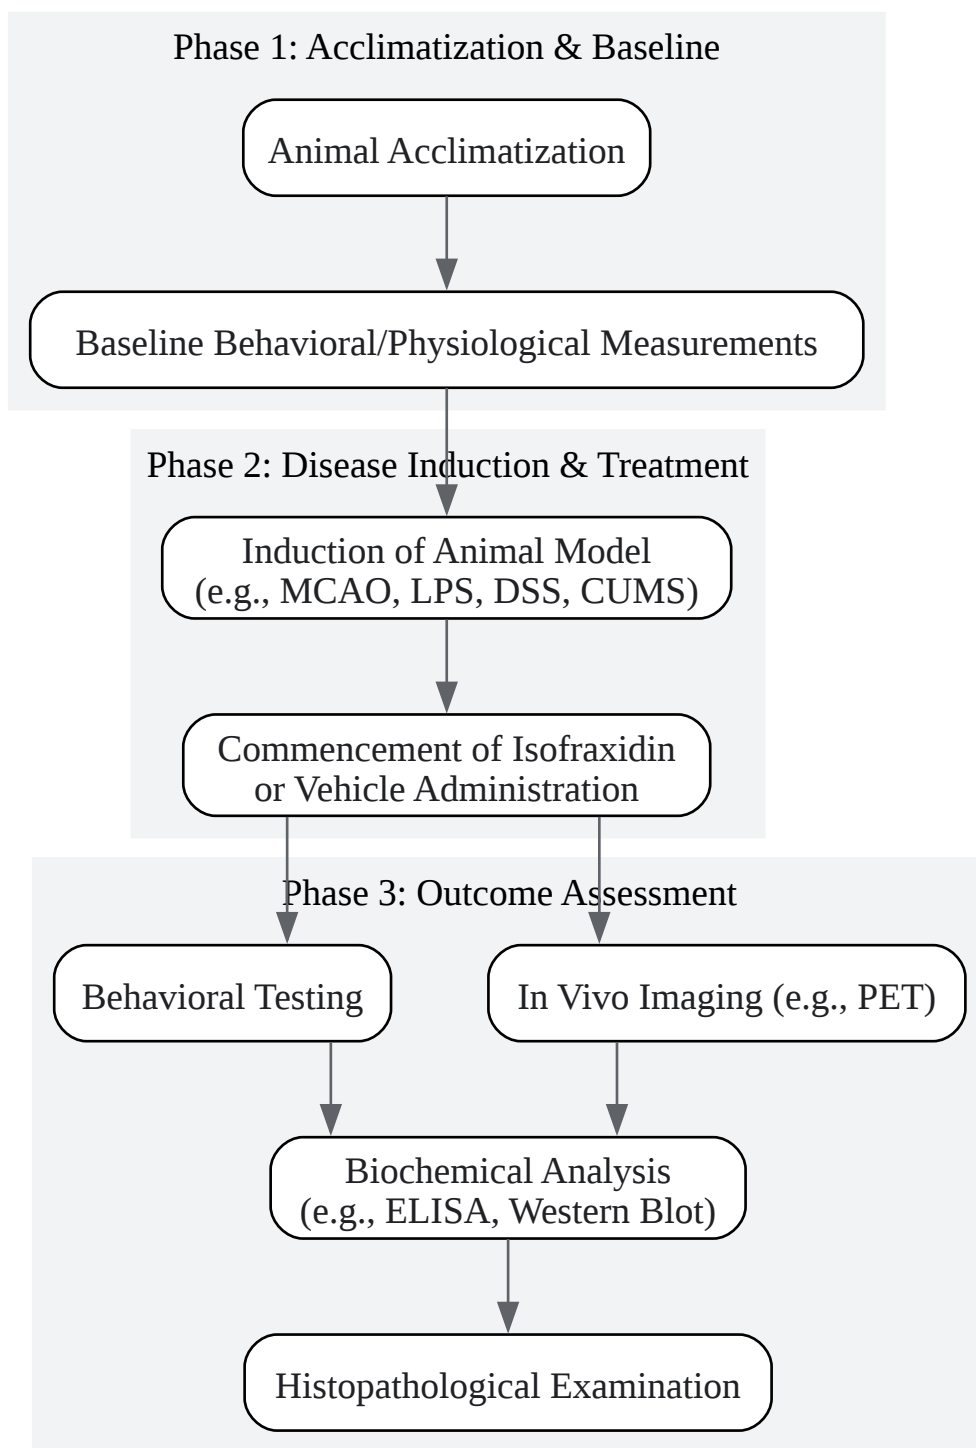 Phase 1: Acclimatization & Baseline
Animal Acclimatization
Baseline Behavioral/Physiological Measurements
Phase 2: Disease Induction & Treatment
Induction of Animal Model
(e.g., MCAO, LPS, DSS, CUMS)
Commencement of Isofraxidin
or Vehicle Administration
Phase 3: Outcome Assessment
Behavioral Testing
In Vivo Imaging (e.g., PET)
Biochemical Analysis
(e.g., ELISA, Western Blot)
Histopathological Examination